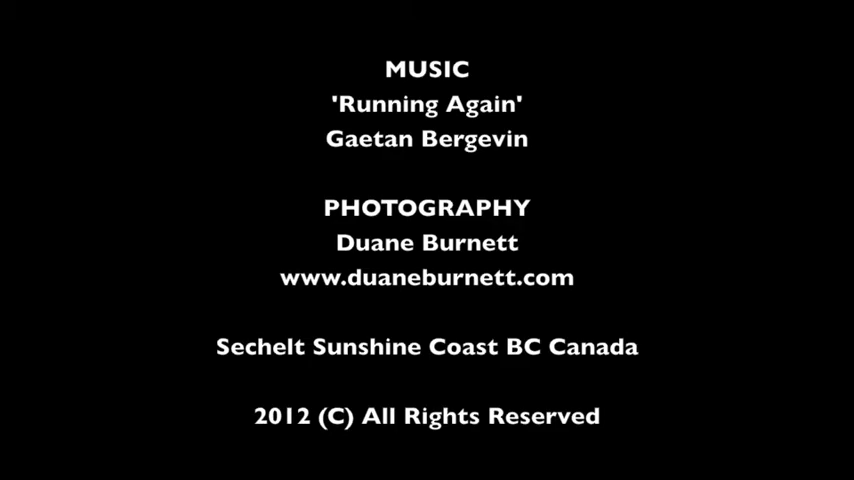 MUSIC
'Running Again'
Gaetan Bergevin
PHOTOGRAPHY
Duane Burnett
www.duaneburnett.com
Sechelt Sunshine Coast BC Canada
2012 (C) All Rights Reserved